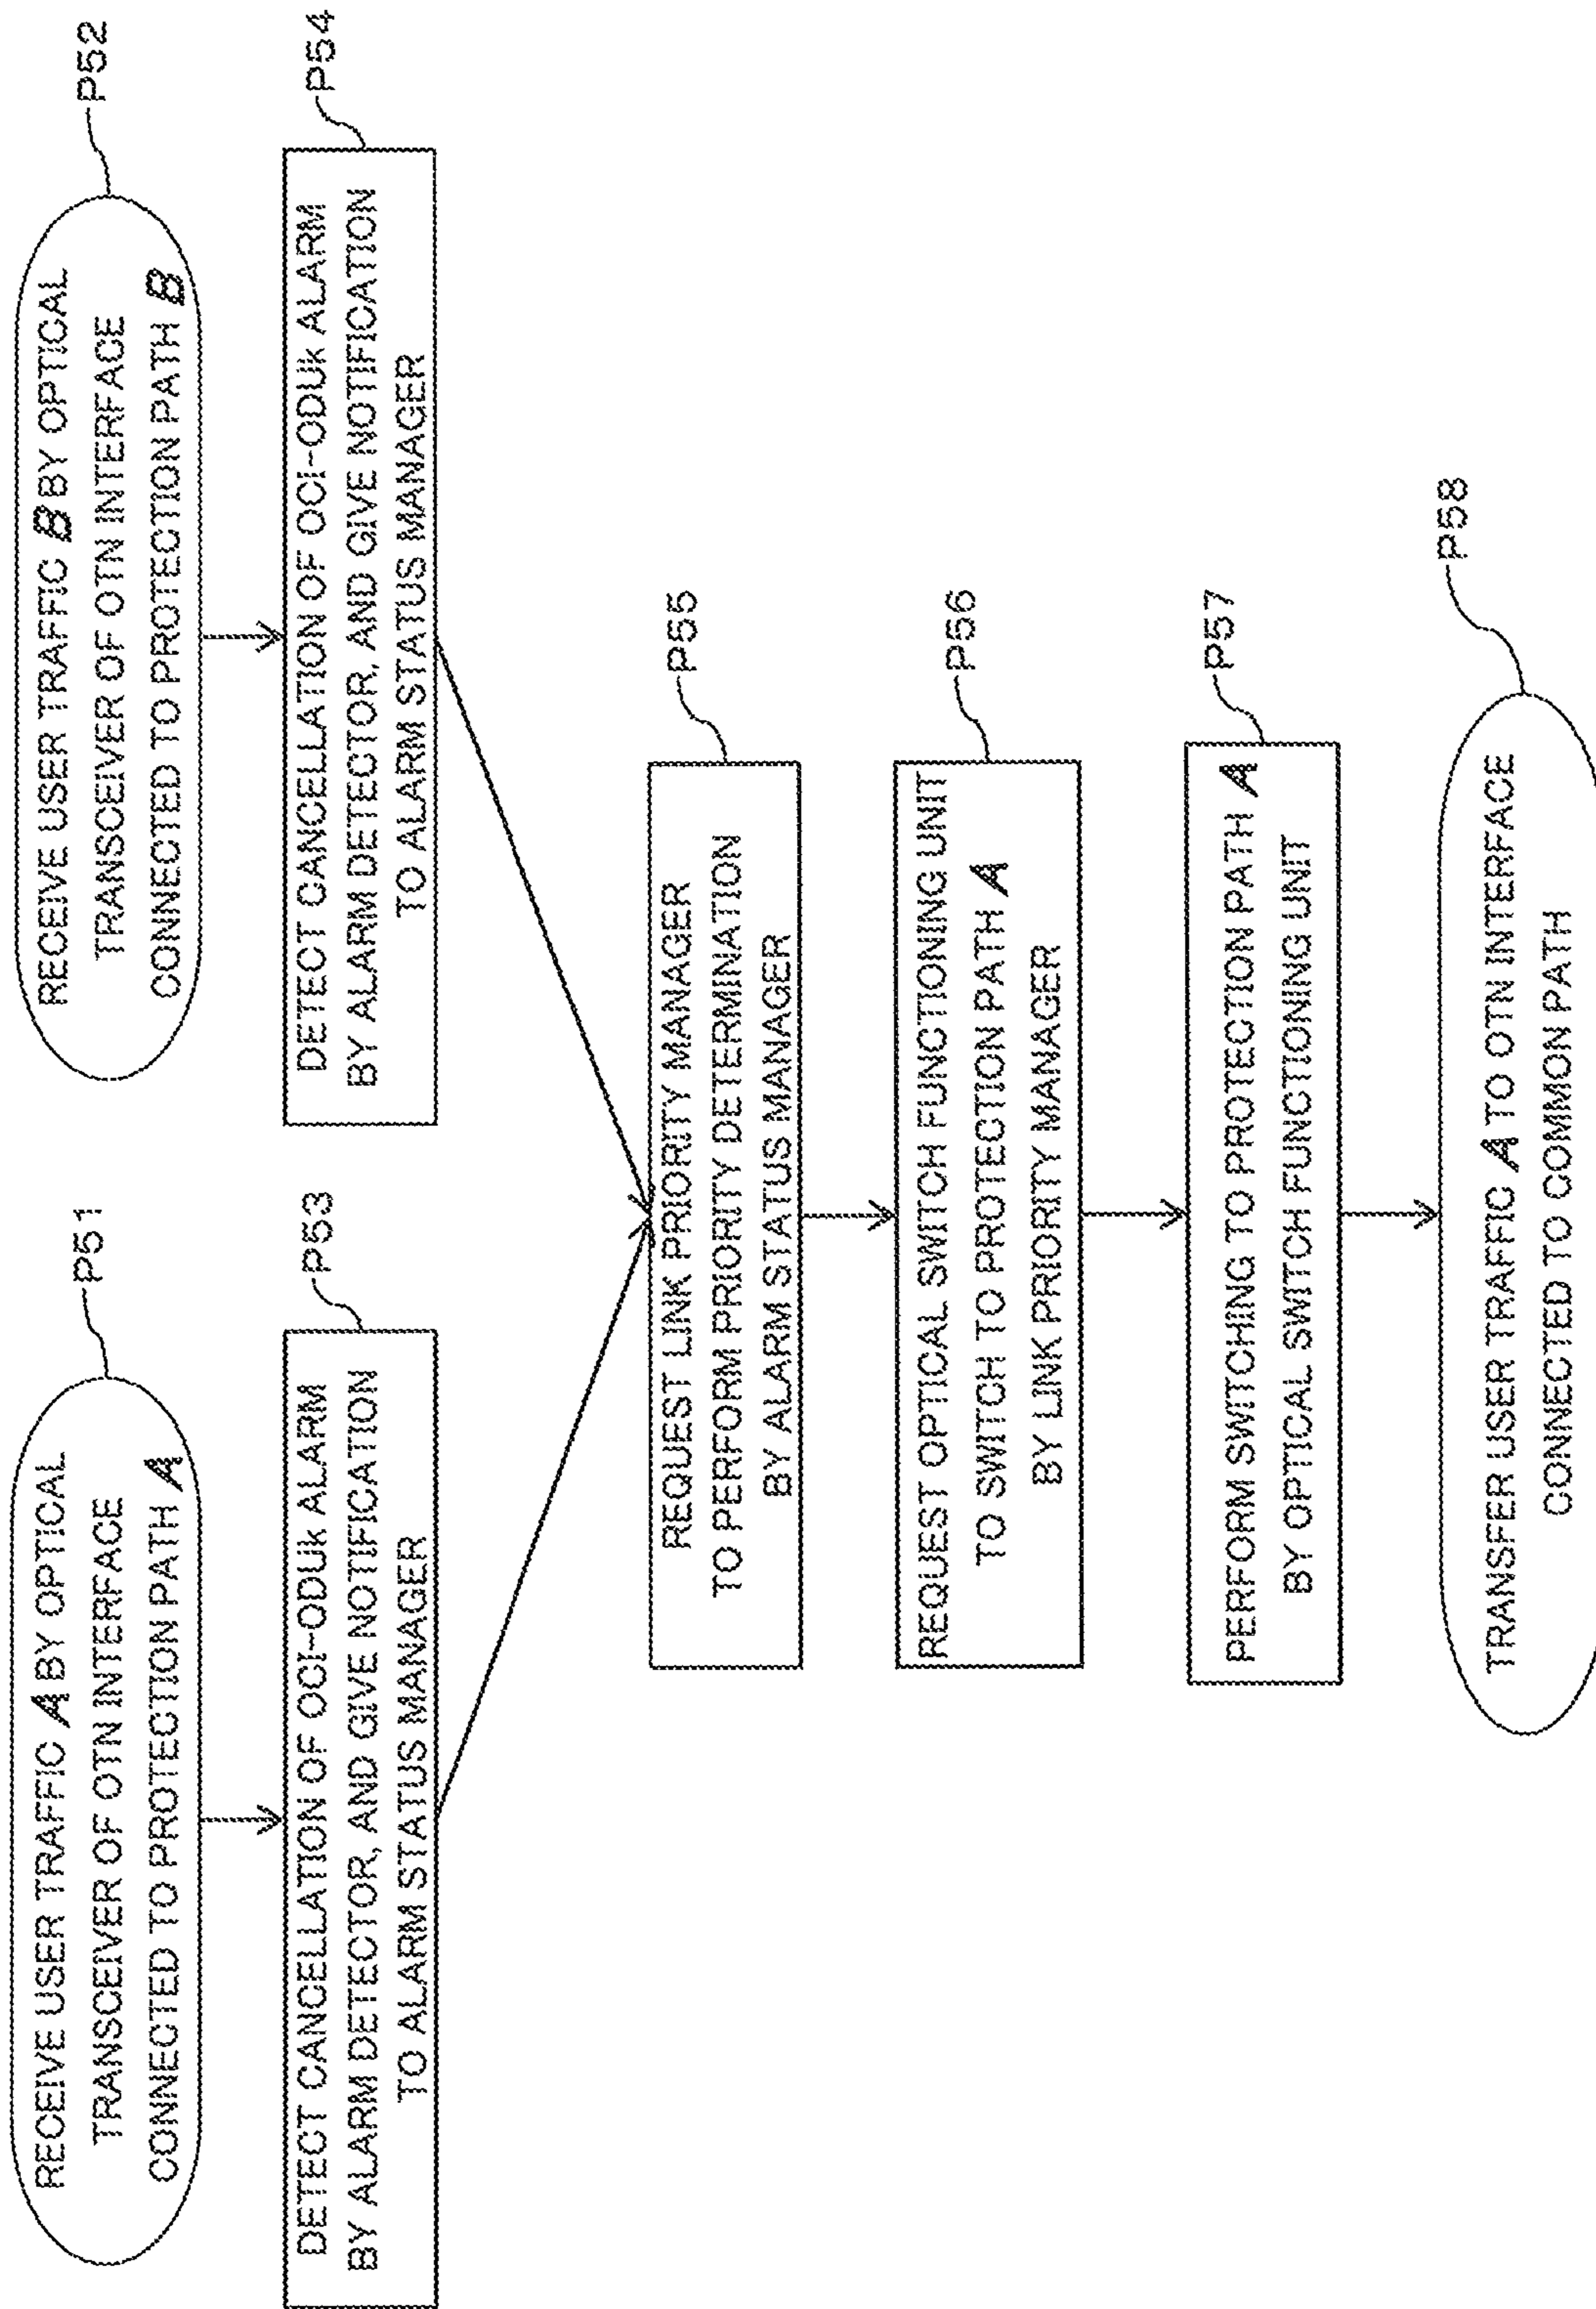 P51
RECEIVE USER TRAFFIC A BY OPTICAL
TRANSCEIVER OF OTN INTERFACE
CONNECTED TO PROTECTION PATH A
P52
RECEIVE USER TRAFFIC B BY OPTICAL
TRANSCEIVER OF OTN INTERFACE
CONNECTED TO PROTECTION PATH B
P53
DETECT CANCELLATION OF OCI-ODUk ALARM
BY ALARM DETECTOR, AND GIVE NOTIFICATION
TO ALARM STATUS MANAGER
P54
DETECT CANCELLATION OF OCI-ODUk ALARM
BY ALARM DETECTOR, AND GIVE NOTIFICATION
TO ALARM STATUS MANAGER
P55
REQUEST LINK PRIORITY MANAGER
TO PERFORM PRIORITY DETERMINATION
BY ALARM STATUS MANAGER
P56
REQUEST OPTICAL SWITCH FUNCTIONING UNIT
TO SWITCH TO PROTECTION PATH A
BY LINK PRIORITY MANAGER
P57
PERFORM SWITCHING TO PROTECTION PATH A
BY OPTICAL SWITCH FUNCTIONING UNIT
P58
TRANSFER USER TRAFFIC A TO OTN INTERFACE
CONNECTED TO COMMON PATH